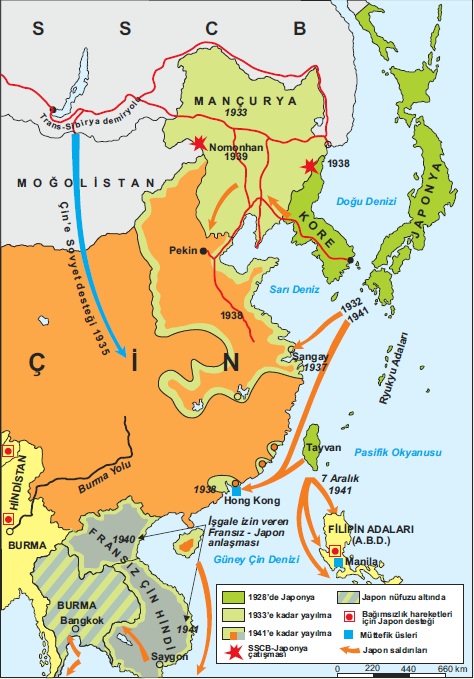 S S C B
MANÇURYA
1933
Trans-Sibirya demiryolu
Nomonhan
1939
1938
MOĞOLİSTAN
Doğu Denizi
JAPONYA
KORE
Çin'e Sovyet desteği 1935
Pekin
Sarı Deniz
1938
1932
1941
Ç İ N
Şangay
1937
Ryukyu Adaları
Tayvan
Pasifik Okyanusu
HİNDİSTAN
Burma Yolu
1938
Hong Kong
7 Aralık
1941
BURMA
1940
İşgale izin veren
Fransız - Japon
anlaşması
FİLİPİN ADALARI
(A.B.D.)
Güney Çin Denizi
Manila
FRANSIZ ÇİN HİNDİ
BURMA
Bangkok
1941
Saygon
1928'de Japonya
1933'e kadar yayılma
1941'e kadar yayılma
SSCB-Japonya
çatışması
Japon nüfuzu altında
Bağımsızlık hareketleri
için Japon desteği
Müttefik üsleri
Japon saldırıları
0 220 440 660 km